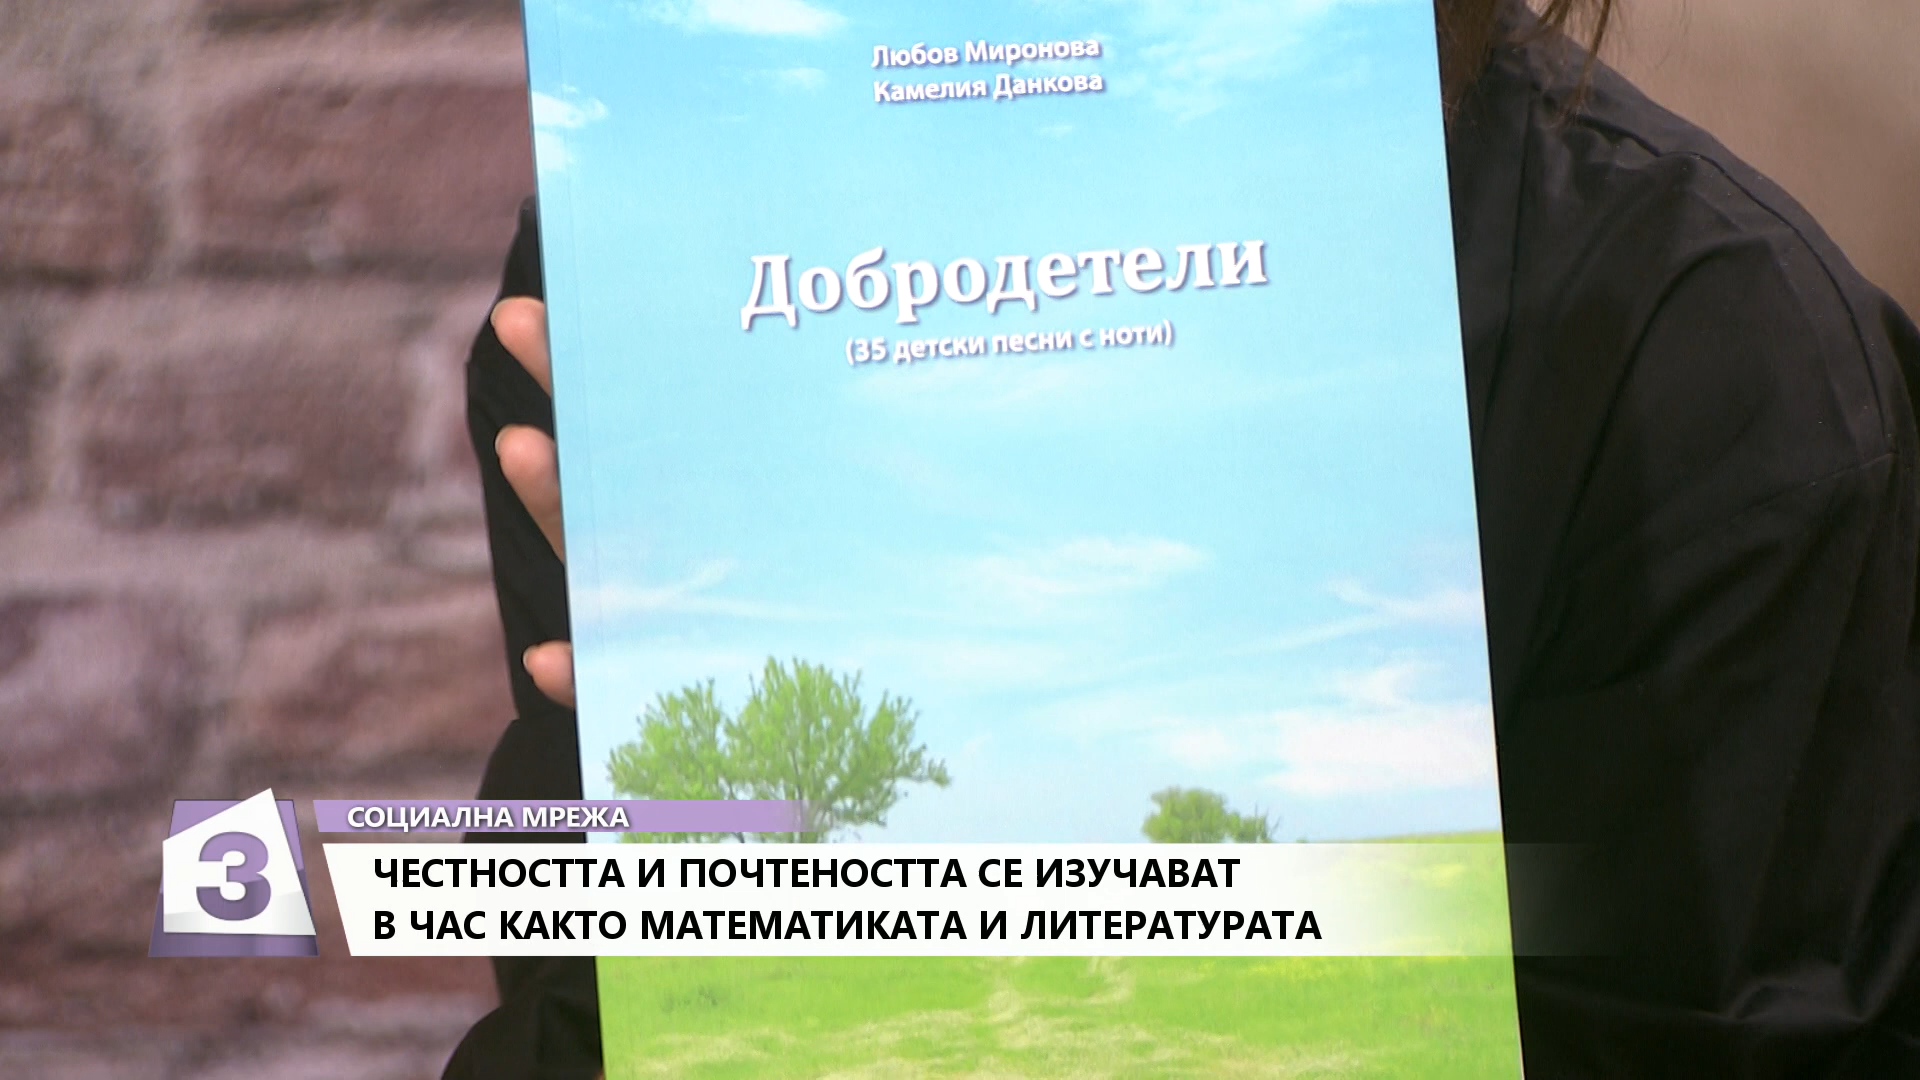 Любов Миронова
Камелия Данкова
Добродетели
(35 детски песни с ноти)
3
СОЦИАЛНА МРЕЖА
ЧЕСТНОСТТА И ПОЧТЕНОСТТА СЕ ИЗУЧАВАТ
В ЧАС КАКТО МАТЕМАТИКАТА И ЛИТЕРАТУРАТА